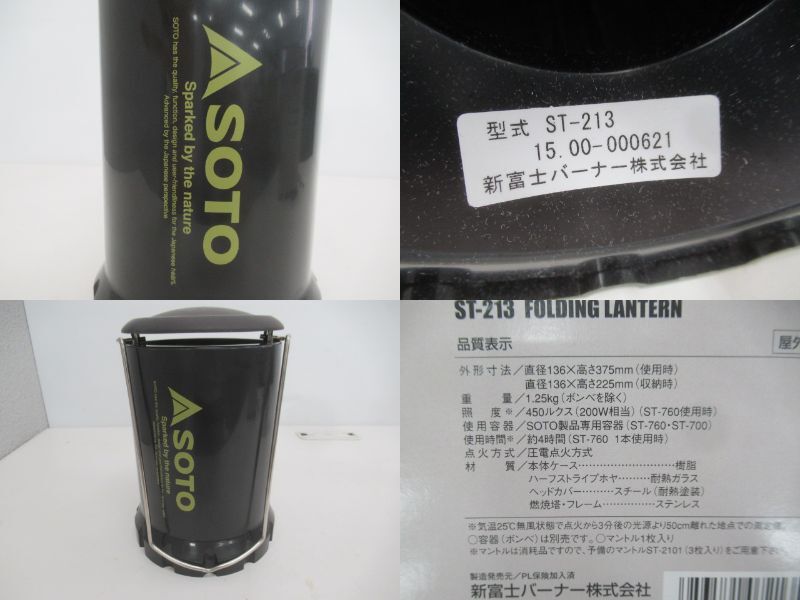 SOTO
Sparked by the nature
SOTO has the quality, function, design and user-friendliness for the Japanese heart.
Advanced by the Japanese perspective
型式 ST-213
15.00-000621
新富士バーナー株式会社
SOTO
Sparked by the nature
ST-213 FOLDING LANTERN
品質表示
屋外
外形寸法／直径136×高さ375mm(使用時)
直径136×高さ225mm(収納時)
重量／1.25kg(ボンベを除く)
照度※／450ルクス(200W相当)(ST-760使用時)
使用容器／SOTO製品専用容器(ST-760・ST-700)
使用時間※／約4時間(ST-760 1本使用時)
点火方式／圧電点火方式
材質／本体ケース………………………樹脂
ハーフストライプホヤ………耐熱ガラス
ヘッドカバー………スチール(耐熱塗装)
燃焼塔・フレーム……………ステンレス
※気温25℃無風状態で点火から3分後の光源より50cm離れた地点での測定値
○容器(ボンベ)は別売です。○マントル1枚入り
※マントルは消耗品ですので、予備のマントルST-2101(3枚入り)をご用意下さ
製造発売元／PL保険加入済
新富士バーナー株式会社